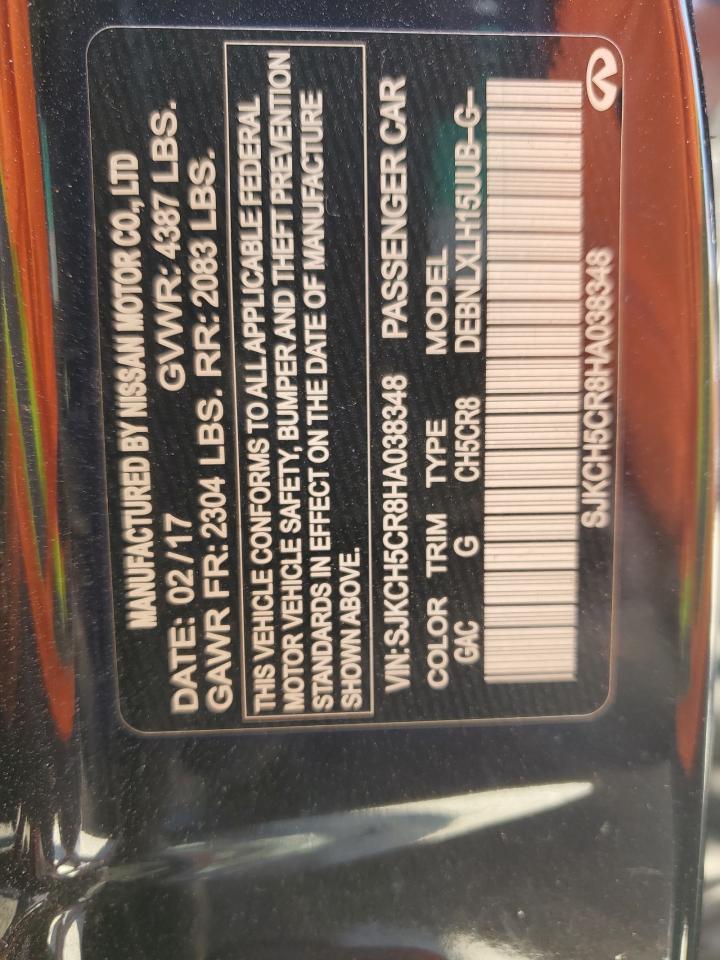 MANUFACTURED BY NISSAN MOTOR CO., LTD
DATE: 02 / 17 GVWR: 4387 LBS.
GAWR FR: 2304 LBS. RR: 2083 LBS.
THIS VEHICLE CONFORMS TO ALL APPLICABLE FEDERAL
MOTOR VEHICLE SAFETY, BUMPER AND THEFT PREVENTION
STANDARDS IN EFFECT ON THE DATE OF MANUFACTURE
SHOWN ABOVE.
VIN: SJKCH5CR8HA038348 PASSENGER CAR
COLOR TRIM TYPE MODEL
GAC G CH5CR8 DEBNLXLH15UJB-G-
SJKCH5CR8HA038348